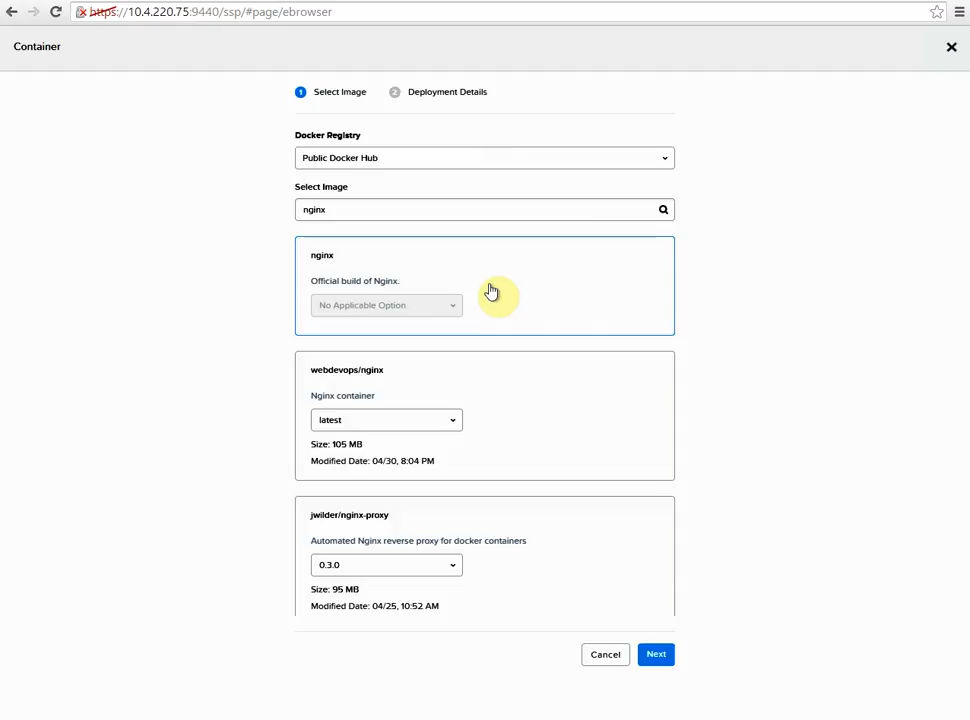 https://10.4.220.75:9440/ssp/#page/ebrowser
Container
1 Select Image 2 Deployment Details
Docker Registry
Public Docker Hub
Select Image
nginx
nginx
Official build of Nginx.
No Applicable Option
webdevops/nginx
Nginx container
latest
Size: 105 MB
Modified Date: 04/30, 8:04 PM
jwilder/nginx-proxy
Automated Nginx reverse proxy for docker containers
0.3.0
Size: 95 MB
Modified Date: 04/25, 10:52 AM
Cancel Next